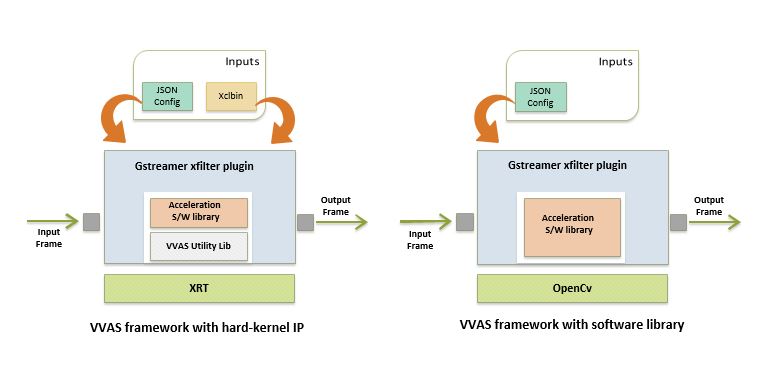 Inputs
JSON
Config
Xclbin
Gstreamer xfilter plugin
Acceleration
S/W library
VVAS Utility Lib
Input
Frame
Output
Frame
XRT
VVAS framework with hard-kernel IP
Inputs
JSON
Config
Gstreamer xfilter plugin
Acceleration
S/W library
Input
Frame
Output
Frame
OpenCv
VVAS framework with software library